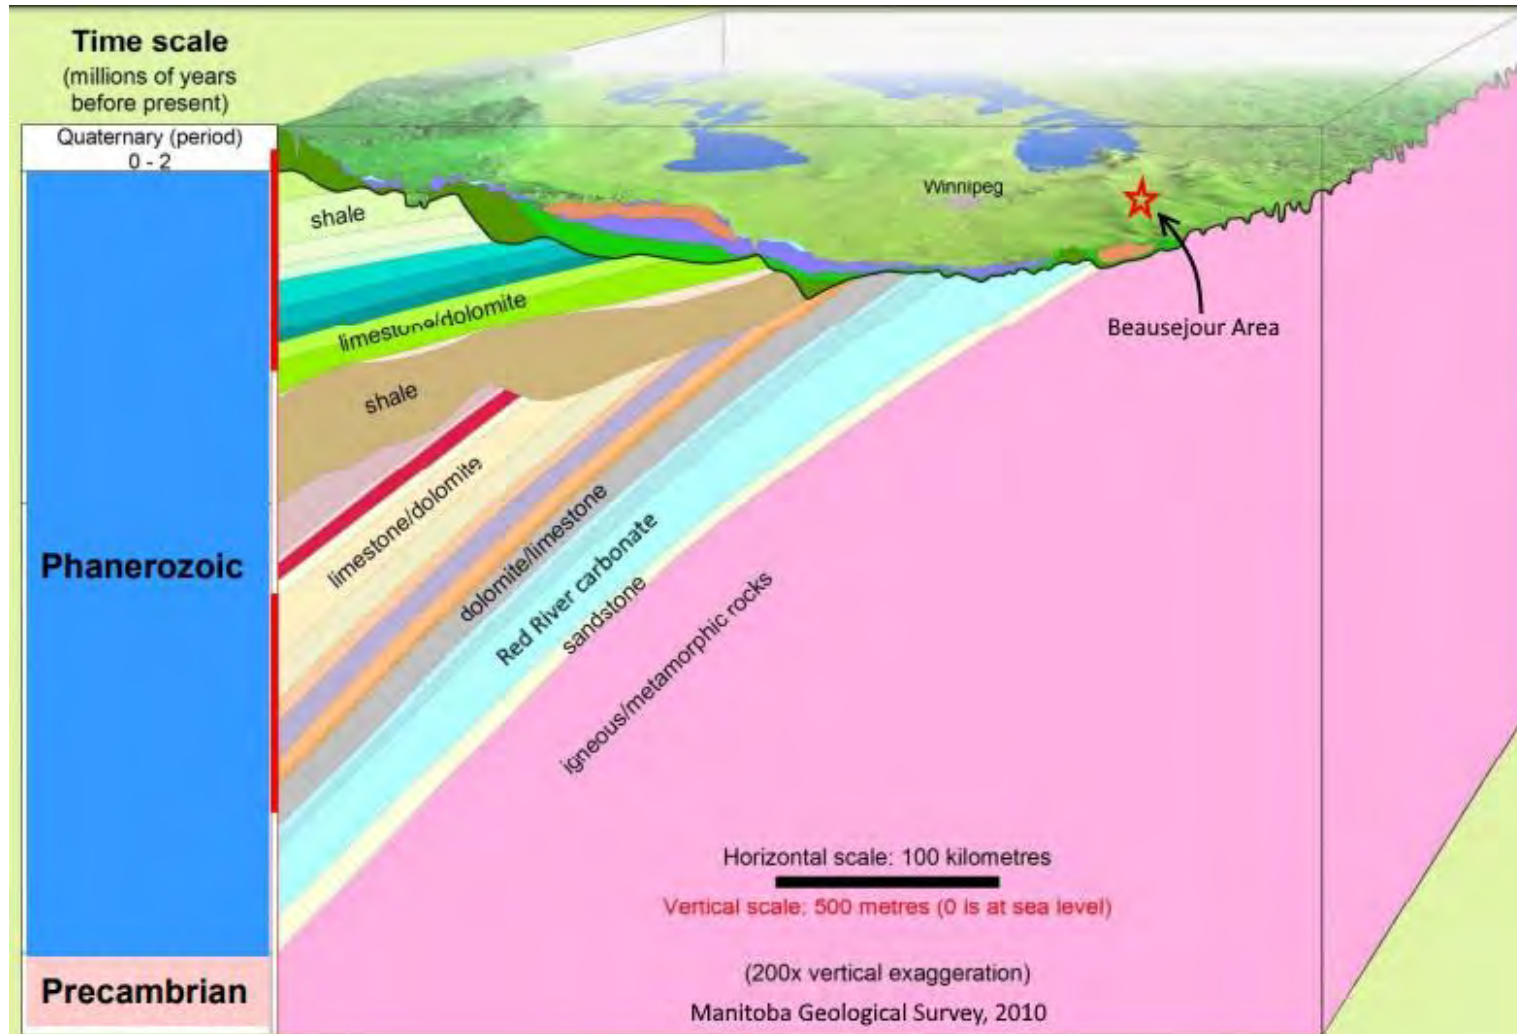 Time scale
(millions of years
before present)
Quaternary (period)
0 - 2
Phanerozoic
Precambrian
shale
limestone/dolomite
shale
limestone/dolomite
dolomite/limestone
Red River carbonate
sandstone
igneous/metamorphic rocks
Winnipeg
Beausejour Area
Horizontal scale: 100 kilometres
Vertical scale: 500 metres (0 is at sea level)
(200x vertical exaggeration)
Manitoba Geological Survey, 2010